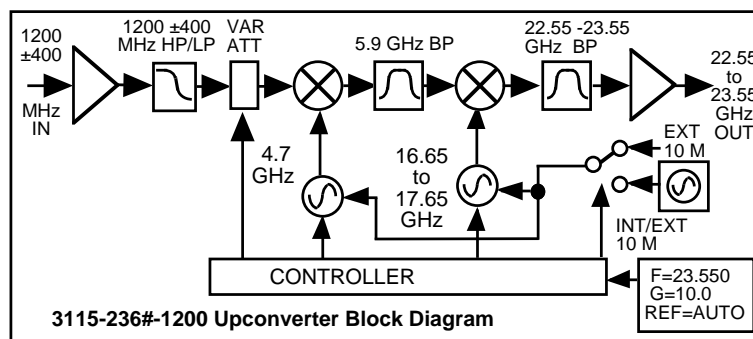 1200
±400
MHz
IN
1200 ±400
MHz HP/LP
VAR
ATT
5.9 GHz BP
22.55 -23.55
GHz BP
22.55
to
23.55
GHz
OUT
4.7
GHz
16.65
to
17.65
GHz
EXT
10 M
INT/EXT
10 M
CONTROLLER
F=23.550
G=10.0
REF=AUTO
3115-236#-1200 Upconverter Block Diagram